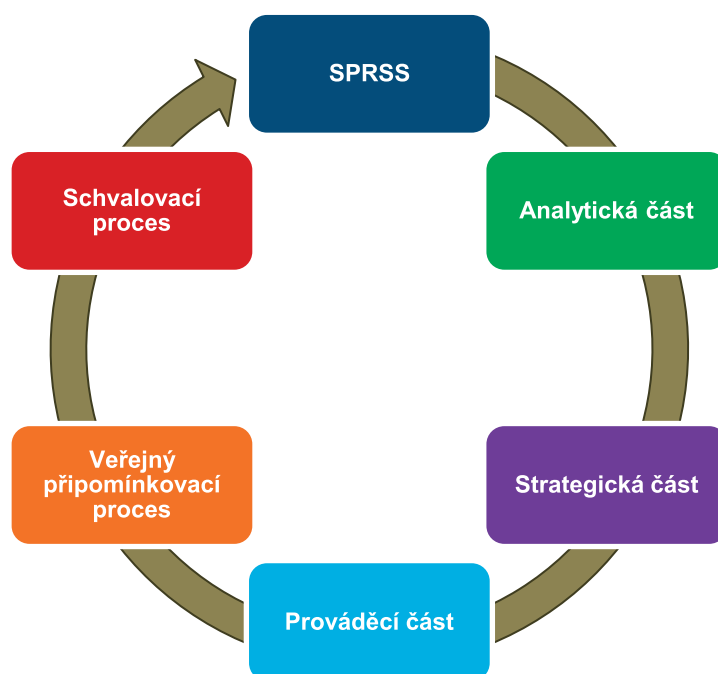 SPRSS
Analytická část
Strategická část
Prováděcí část
Veřejný
připomínkovací
proces
Schvalovací
proces